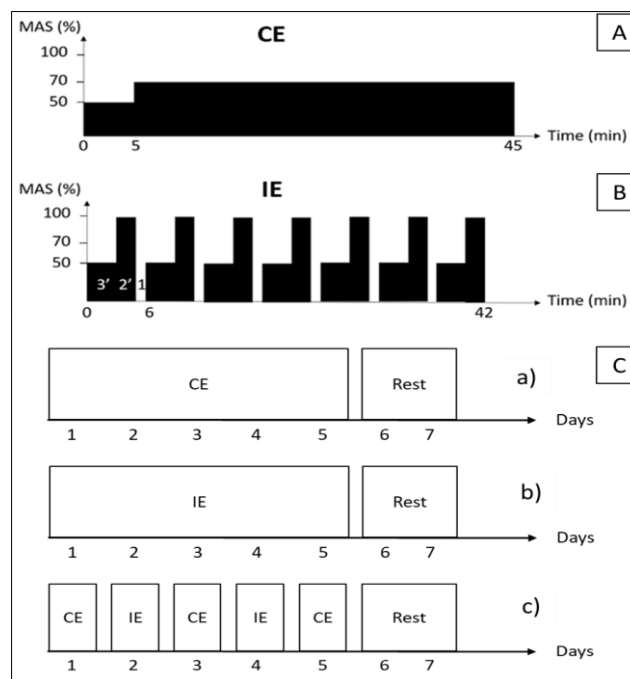 MAS (%) CE A
100
70
50
Time (min)
0 5 45
MAS (%) IE B
100
70
50
3' 2' 1
Time (min)
0 6 42
C
CE Rest a)
Days
1 2 3 4 5 6 7
IE Rest b)
Days
1 2 3 4 5 6 7
CE IE CE IE CE Rest c)
Days
1 2 3 4 5 6 7